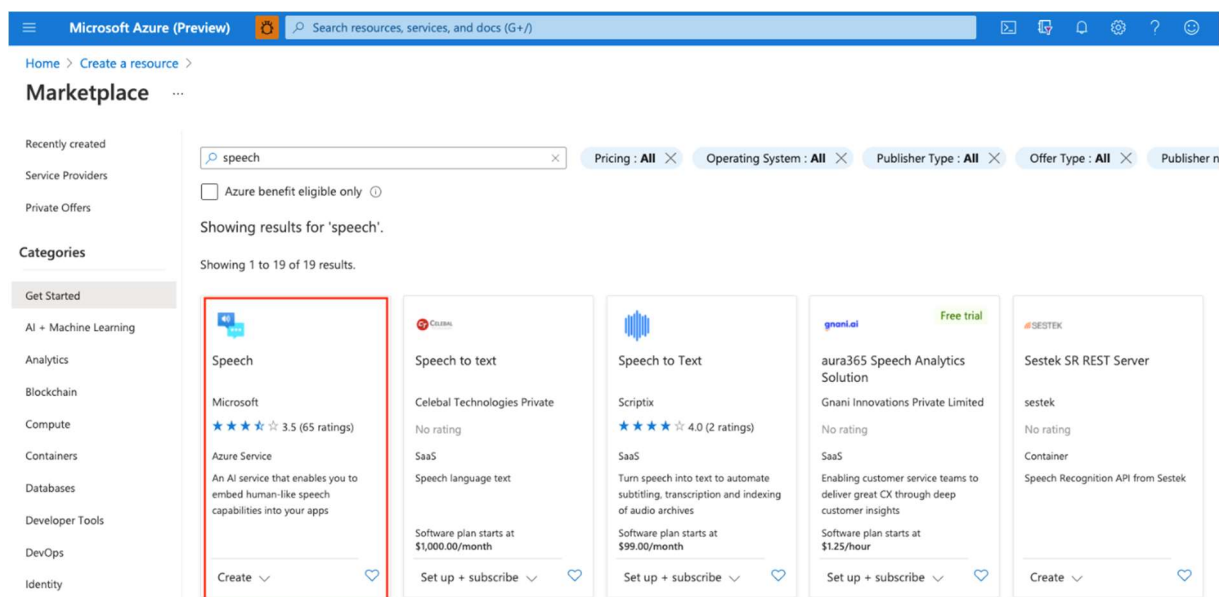 Microsoft Azure (Preview)
Search resources, services, and docs (G+/)
Home > Create a resource >
Marketplace ...
Recently created
Service Providers
Private Offers
Categories
Get Started
AI + Machine Learning
Analytics
Blockchain
Compute
Containers
Databases
Developer Tools
DevOps
Identity
speech
Pricing : All
Operating System : All
Publisher Type : All
Offer Type : All
Publisher n
Azure benefit eligible only
Showing results for 'speech'.
Showing 1 to 19 of 19 results.
Speech
Microsoft
3.5 (65 ratings)
Azure Service
An AI service that enables you to
embed human-like speech
capabilities into your apps
Create
CELEBAL
Speech to text
Celebal Technologies Private
No rating
SaaS
Speech language text
Software plan starts at
$1,000.00/month
Set up + subscribe
Speech to Text
Scriptix
4.0 (2 ratings)
SaaS
Turn speech into text to automate
subtitling, transcription and indexing
of audio archives
Software plan starts at
$99.00/month
Set up + subscribe
gnani.ai
Free trial
aura365 Speech Analytics
Solution
Gnani Innovations Private Limited
No rating
SaaS
Enabling customer service teams to
deliver great CX through deep
customer insights
Software plan starts at
$1.25/hour
Set up + subscribe
SESTEK
Sestek SR REST Server
sestek
No rating
Container
Speech Recognition API from Sestek
Create